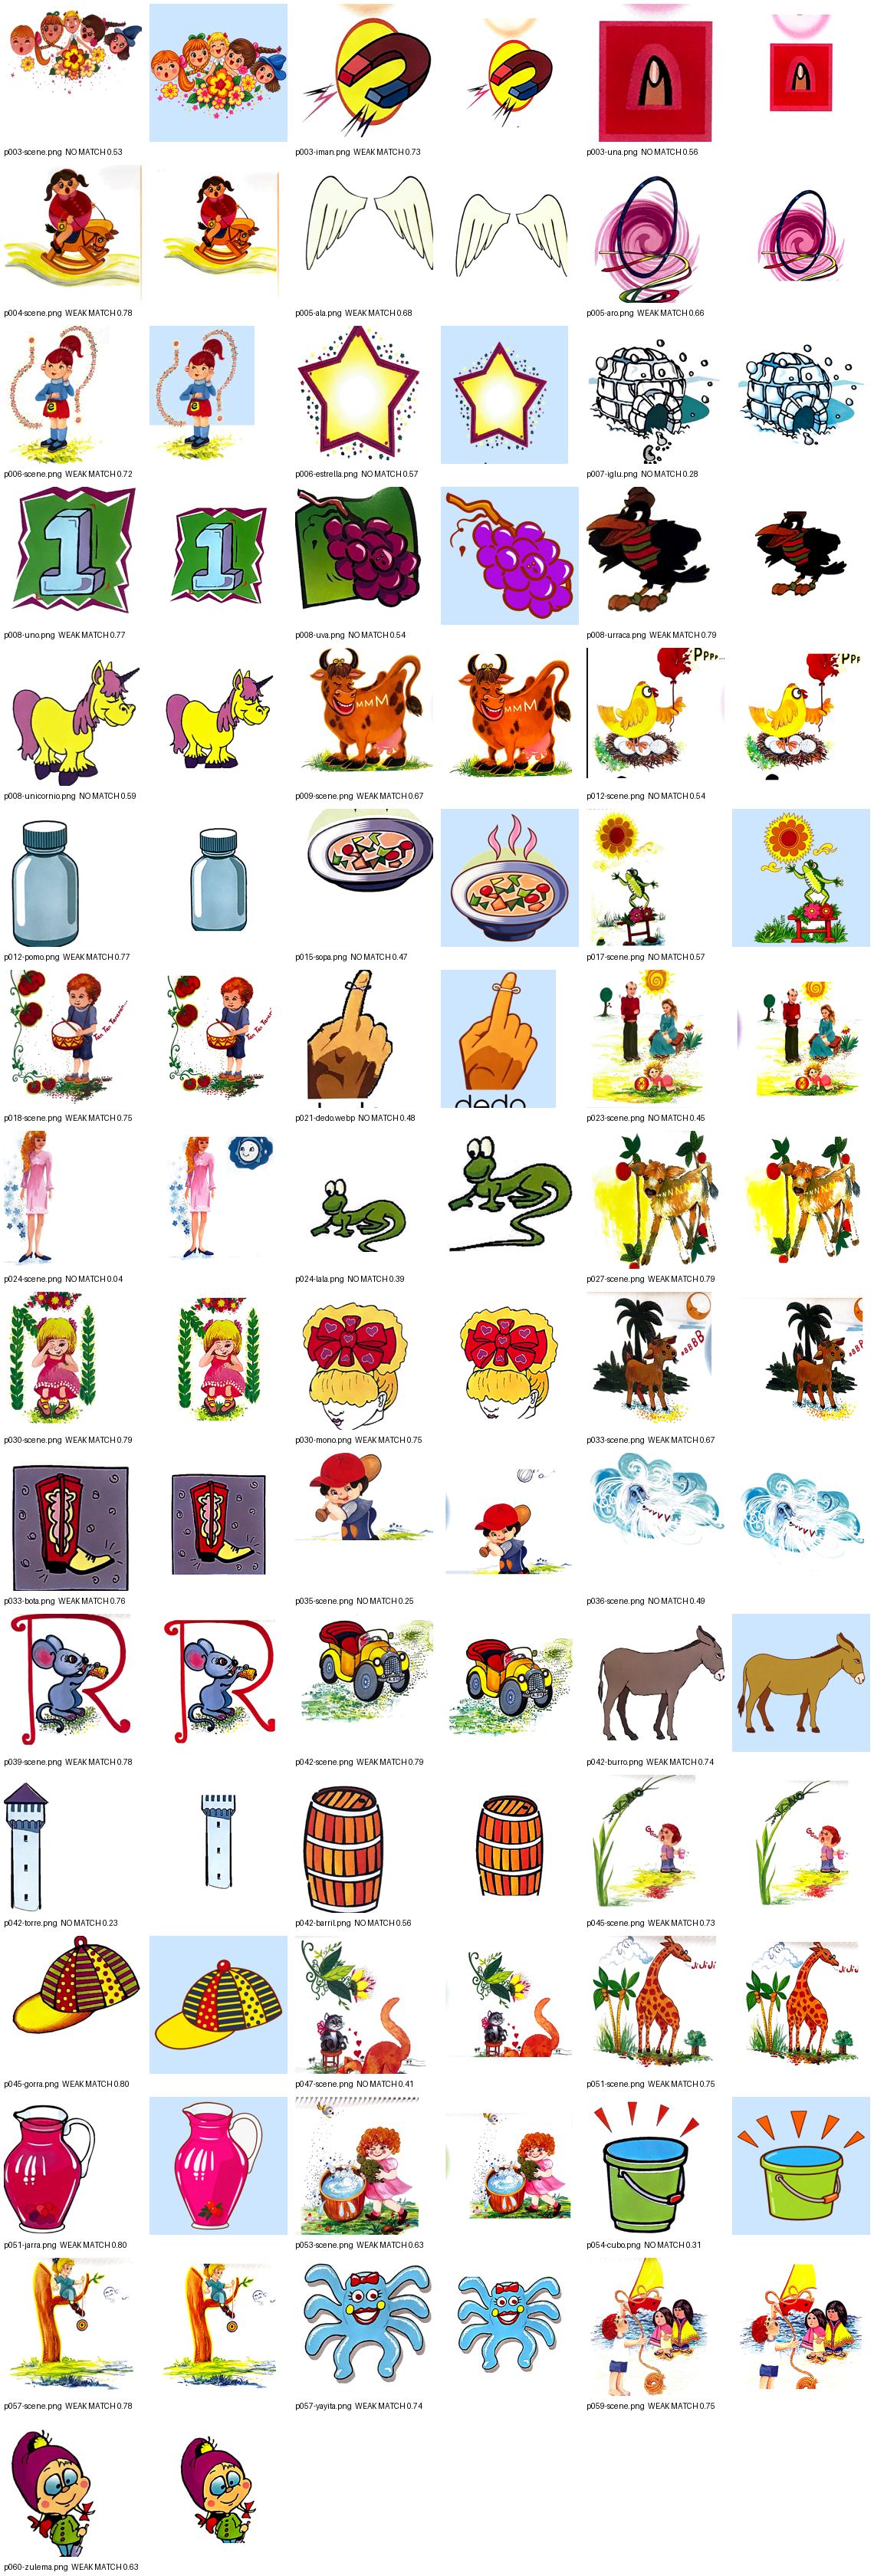 p003-scene.png NO MATCH 0.53
p003-iman.png WEAK MATCH 0.73
p003-una.png NO MATCH 0.56
p004-scene.png WEAK MATCH 0.78
p005-ala.png WEAK MATCH 0.68
p005-aro.png WEAK MATCH 0.66
e
p006-scene.png WEAK MATCH 0.72
p006-estrella.png NO MATCH 0.57
p007-iglu.png NO MATCH 0.28
1
1
p008-uno.png WEAK MATCH 0.77
p008-uva.png NO MATCH 0.54
p008-urraca.png WEAK MATCH 0.79
MMM
MMM
PPPP...
PPP
p008-unicornio.png NO MATCH 0.59
p009-scene.png WEAK MATCH 0.67
p012-scene.png NO MATCH 0.54
p012-pomo.png WEAK MATCH 0.77
p015-sopa.png NO MATCH 0.47
p017-scene.png NO MATCH 0.57
dedo
p018-scene.png WEAK MATCH 0.75
p021-dedo.webp NO MATCH 0.48
p023-scene.png NO MATCH 0.45
p024-scene.png NO MATCH 0.04
p024-lala.png NO MATCH 0.39
p027-scene.png WEAK MATCH 0.79
p030-scene.png WEAK MATCH 0.79
p030-mono.png WEAK MATCH 0.75
p033-scene.png WEAK MATCH 0.67
p033-bota.png WEAK MATCH 0.76
p035-scene.png NO MATCH 0.25
p036-scene.png NO MATCH 0.49
R
R
p039-scene.png WEAK MATCH 0.78
p042-scene.png WEAK MATCH 0.79
p042-burro.png WEAK MATCH 0.74
p042-torre.png NO MATCH 0.23
p042-barril.png NO MATCH 0.56
p045-scene.png WEAK MATCH 0.73
JiJiJi
p045-gorra.png WEAK MATCH 0.80
p047-scene.png NO MATCH 0.41
p051-scene.png WEAK MATCH 0.75
p051-jarra.png WEAK MATCH 0.80
p053-scene.png WEAK MATCH 0.63
p054-cubo.png NO MATCH 0.31
p057-scene.png WEAK MATCH 0.78
p057-yayita.png WEAK MATCH 0.74
p059-scene.png WEAK MATCH 0.75
p060-zulema.png WEAK MATCH 0.63